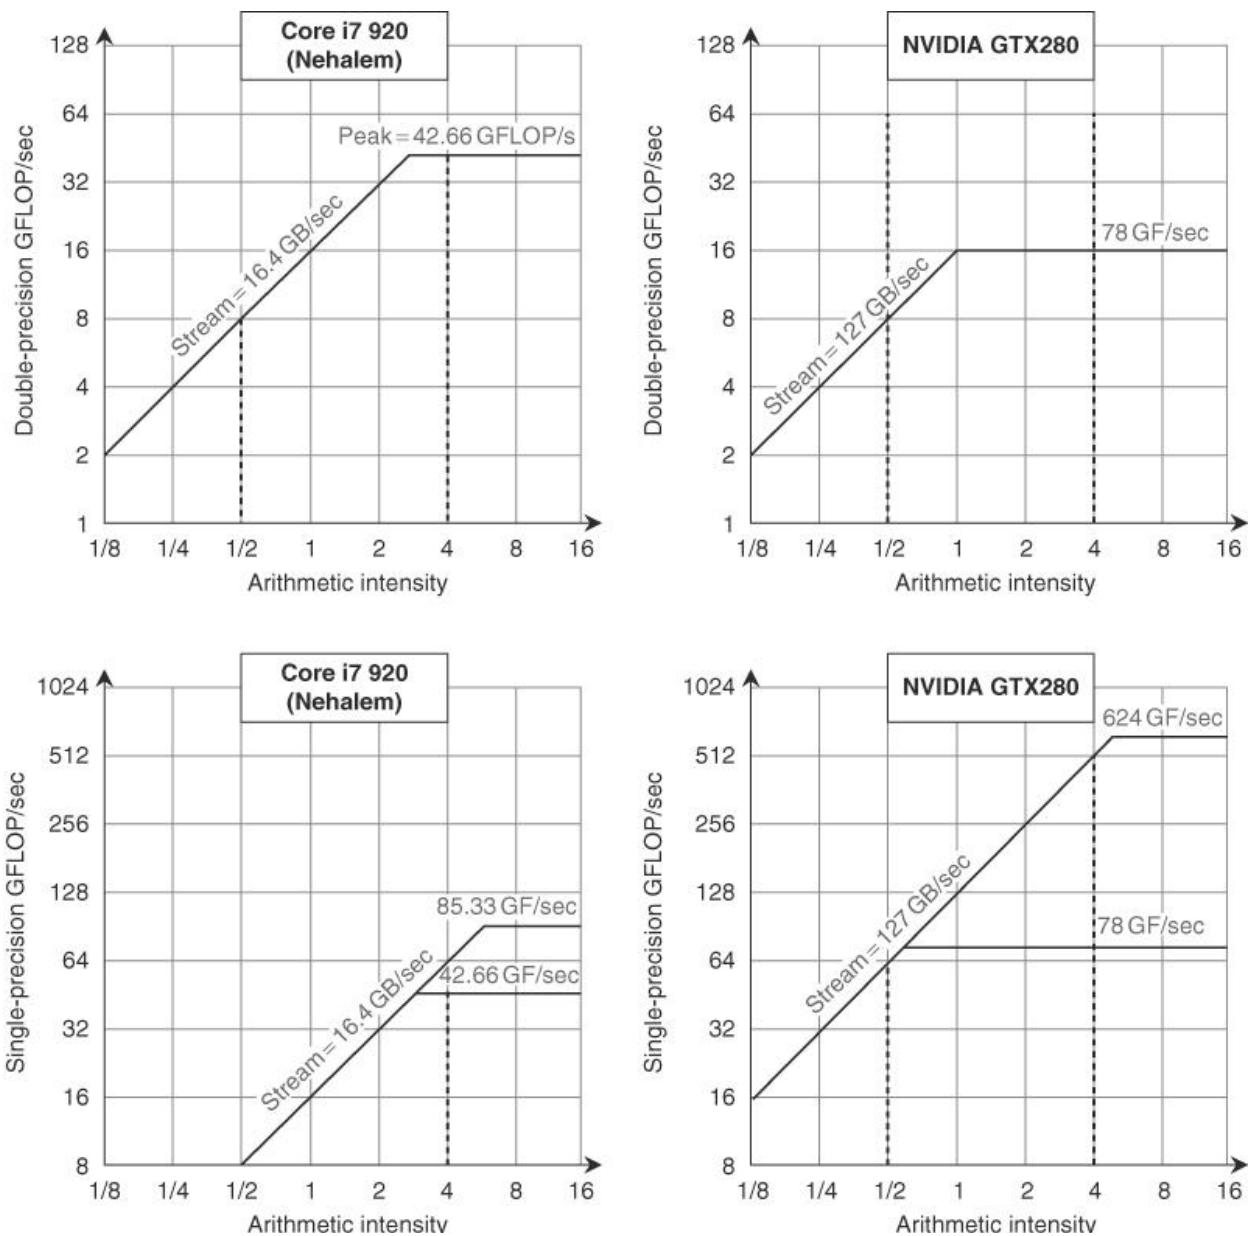 Core i7 920
(Nehalem)
128
64
32
16
8
4
2
1
Double-precision GFLOP/sec
Peak = 42.66 GFLOP/s
Stream = 16.4 GB/sec
1/8 1/4 1/2 1 2 4 8 16
Arithmetic intensity
NVIDIA GTX280
128
64
32
16
8
4
2
1
Double-precision GFLOP/sec
78 GF/sec
Stream = 127 GB/sec
1/8 1/4 1/2 1 2 4 8 16
Arithmetic intensity
Core i7 920
(Nehalem)
1024
512
256
128
64
32
16
8
Single-precision GFLOP/sec
85.33 GF/sec
42.66 GF/sec
Stream = 16.4 GB/sec
1/8 1/4 1/2 1 2 4 8 16
Arithmetic intensity
NVIDIA GTX280
1024
512
256
128
64
32
16
8
Single-precision GFLOP/sec
624 GF/sec
78 GF/sec
Stream = 127 GB/sec
1/8 1/4 1/2 1 2 4 8 16
Arithmetic intensity